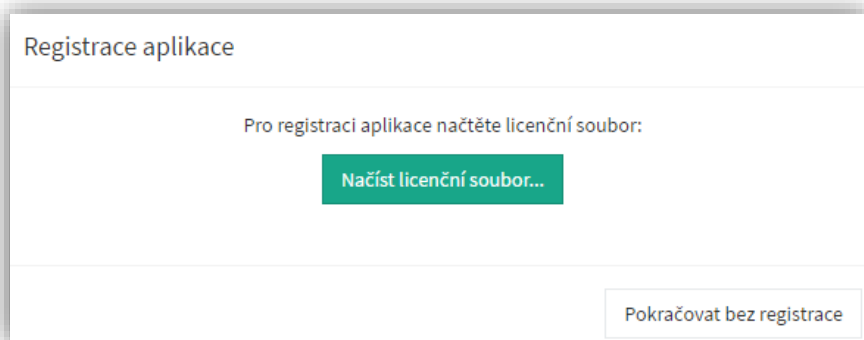 Registrace aplikace
Pro registraci aplikace načtěte licenční soubor:
Načíst licenční soubor...
Pokračovat bez registrace